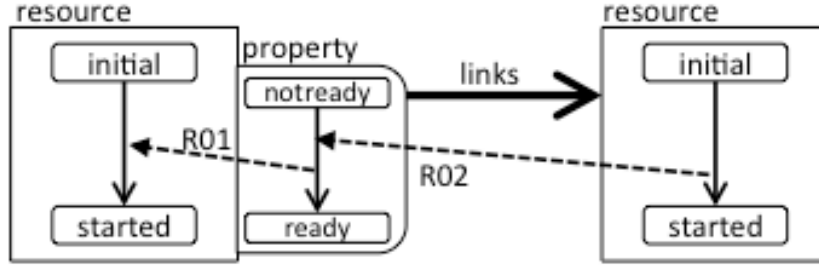 resource
initial
started
R01
property
notready
ready
links
R02
resource
initial
started